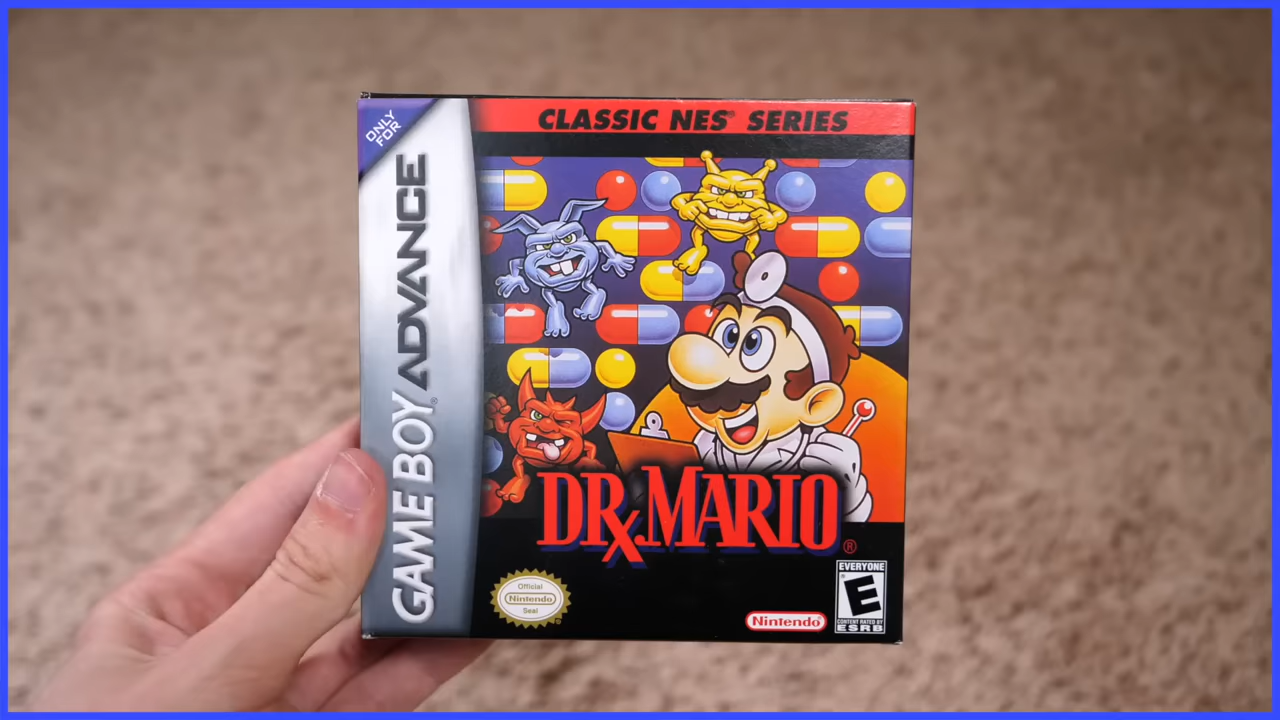 ONLY
FOR
GAME BOY ADVANCE®
CLASSIC NES® SERIES
DR.MARIO®
Official
Nintendo
Seal
Nintendo®
EVERYONE
E
CONTENT RATED BY
ESRB